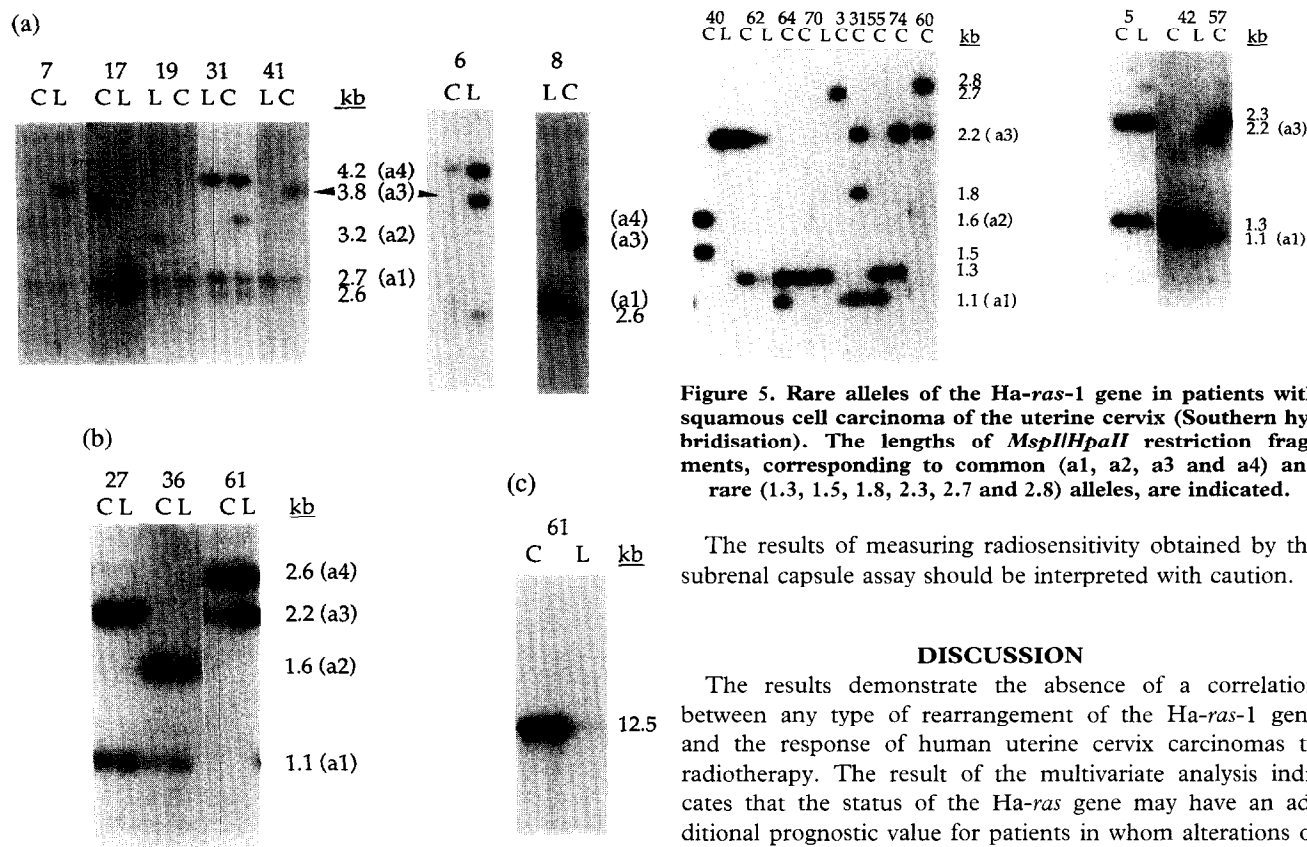 (a)
7 17 19 31 41
C L C L L C L C L C kb
4.2 (a4)
3.8 (a3)
3.2 (a2)
2.7 (a1)
2.6
6
C L
8
L C
(a4)
(a3)
(a1)
2.6
(b)
27 36 61
C L C L C L kb
2.6 (a4)
2.2 (a3)
1.6 (a2)
1.1 (a1)
(c)
61
C L kb
12.5
40 62 64 70 3 31 55 74 60
C L C L C C L C C C C C kb
2.8
2.7
2.2 (a3)
1.8
1.6 (a2)
1.5
1.3
1.1 (a1)
5 42 57
C L C L C kb
2.3
2.2 (a3)
1.3
1.1 (a1)
Figure 5. Rare alleles of the Ha-ras-1 gene in patients wit
squamous cell carcinoma of the uterine cervix (Southern hy
bridisation). The lengths of MspI/HpaII restriction frag
ments, corresponding to common (a1, a2, a3 and a4) an
rare (1.3, 1.5, 1.8, 2.3, 2.7 and 2.8) alleles, are indicated.
The results of measuring radiosensitivity obtained by th
subrenal capsule assay should be interpreted with caution.
DISCUSSION
The results demonstrate the absence of a correlation
between any type of rearrangement of the Ha-ras-1 gen
and the response of human uterine cervix carcinomas t
radiotherapy. The result of the multivariate analysis indi
cates that the status of the Ha-ras gene may have an ad
ditional prognostic value for patients in whom alterations o